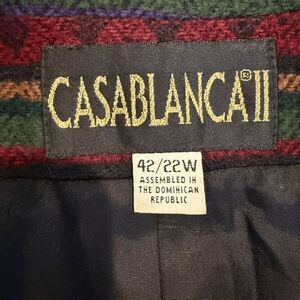 CASABLANCA®II
42/22W
ASSEMBLED IN
THE DOMINICAN
REPUBLIC